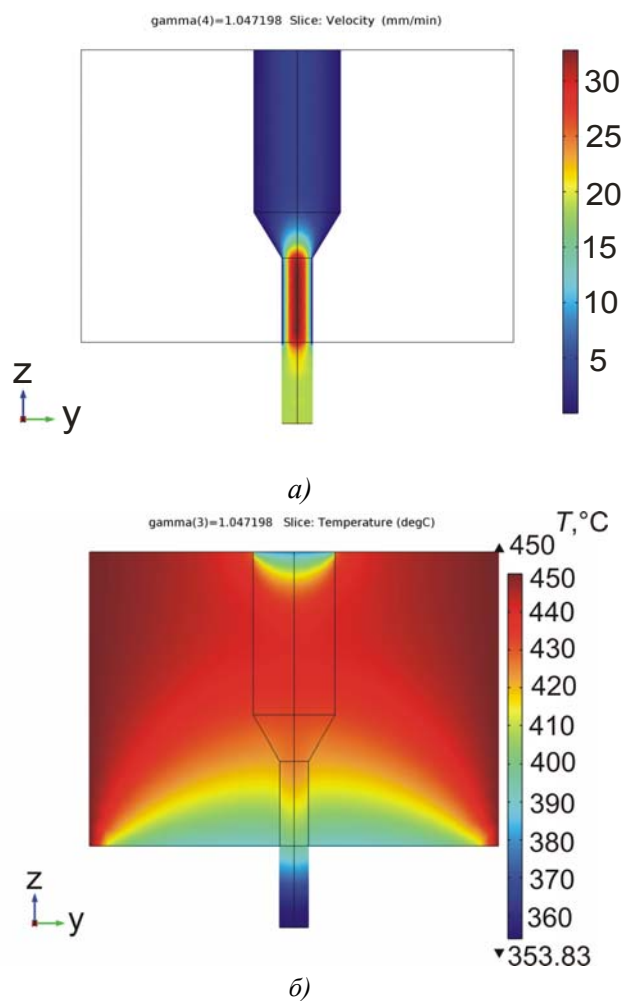 gamma(4)=1.047198 Slice: Velocity (mm/min)
30
25
20
15
10
5
z
y
а)
gamma(3)=1.047198 Slice: Temperature (degC)
T,°C
▲450
450
440
430
420
400
390
380
370
360
▼353.83
z
y
б)